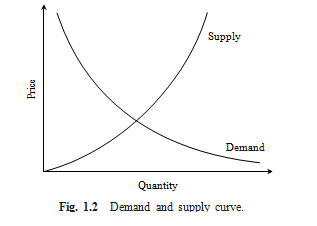 Supply
Price
Demand
Quantity
Fig. 1.2 Demand and supply curve.